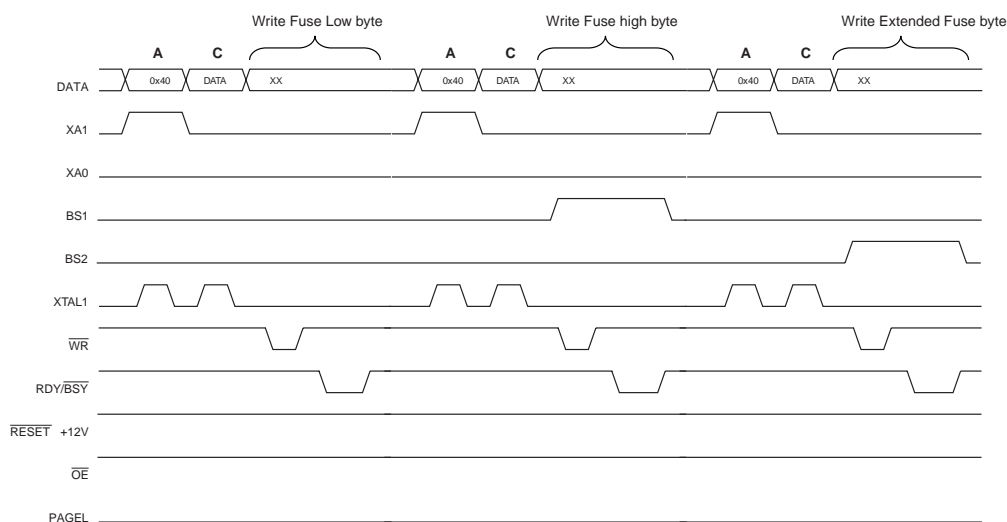 Write Fuse Low byte Write Fuse high byte Write Extended Fuse byte
A C A C A C
DATA 0x40 DATA XX 0x40 DATA XX 0x40 DATA XX
XA1
XA0
BS1
BS2
XTAL1
WR
RDY/BSY
RESET +12V
OE
PAGEL